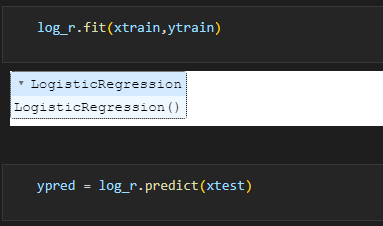 log_r.fit(xtrain,ytrain)
▾ LogisticRegression
LogisticRegression()
ypred = log_r.predict(xtest)